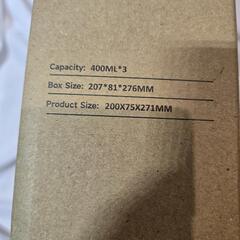 Capacity: 400ML*3
Box Size: 207*81*276MM
Product Size: 200X75X271MM